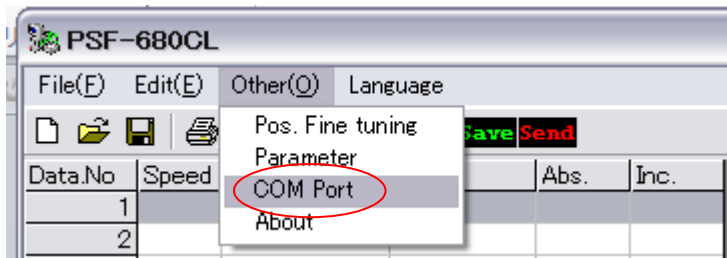 PSF-680CL
File(F) Edit(E) Other(O) Language
Pos. Fine tuning
Save Send
Parameter
Data.No Speed Abs. Inc.
COM Port
1
About
2